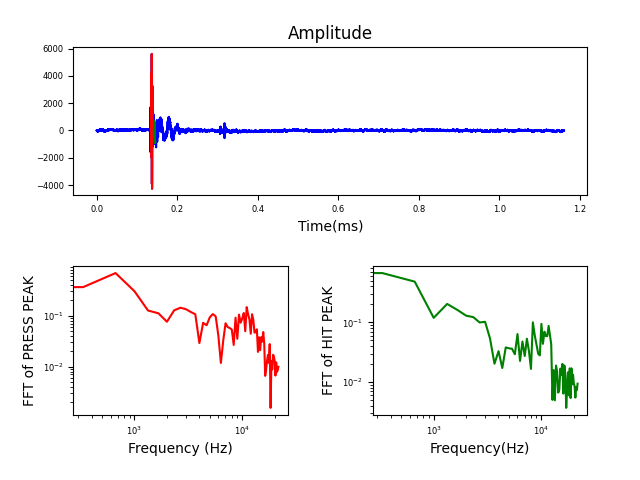 Amplitude
6000
4000
2000
0
−2000
−4000
0.0 0.2 0.4 0.6 0.8 1.0 1.2
Time(ms)
FFT of PRESS PEAK
10⁻¹
10⁻²
10³ 10⁴
Frequency (Hz)
FFT of HIT PEAK
10⁻¹
10⁻²
10³ 10⁴
Frequency(Hz)